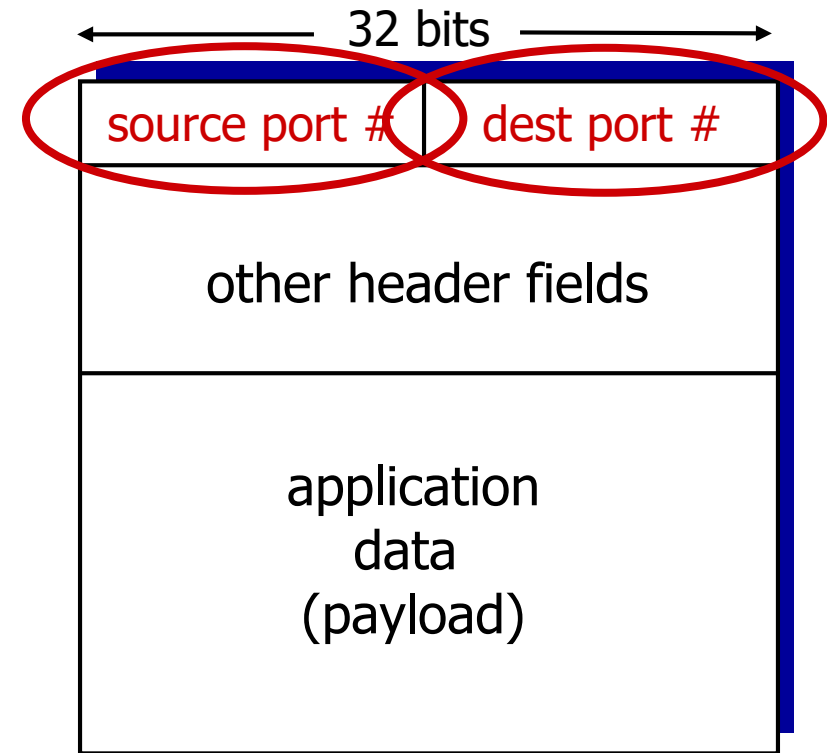 32 bits
source port #
dest port #
other header fields
application
data
(payload)